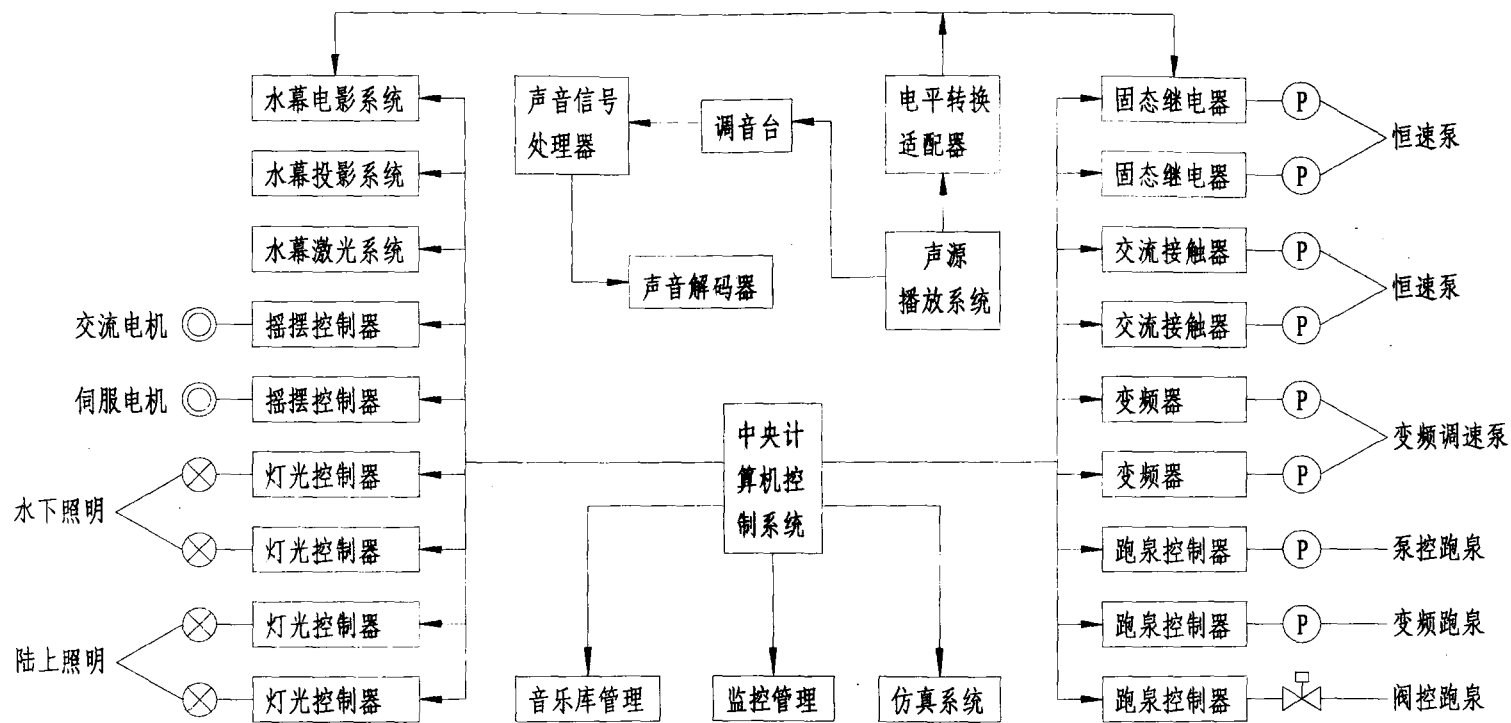 水幕电影系统
水幕投影系统
水幕激光系统
交流电机
摇摆控制器
伺服电机
摇摆控制器
水下照明
灯光控制器
灯光控制器
陆上照明
灯光控制器
灯光控制器
声音信号
处理器
调音台
电平转换
适配器
声音解码器
声源
播放系统
中央计
算机控
制系统
音乐库管理
监控管理
仿真系统
固态继电器
P
固态继电器
P
恒速泵
交流接触器
P
交流接触器
P
恒速泵
变频器
P
变频器
P
变频调速泵
跑泉控制器
P
泵控跑泉
跑泉控制器
P
变频跑泉
跑泉控制器
阀控跑泉